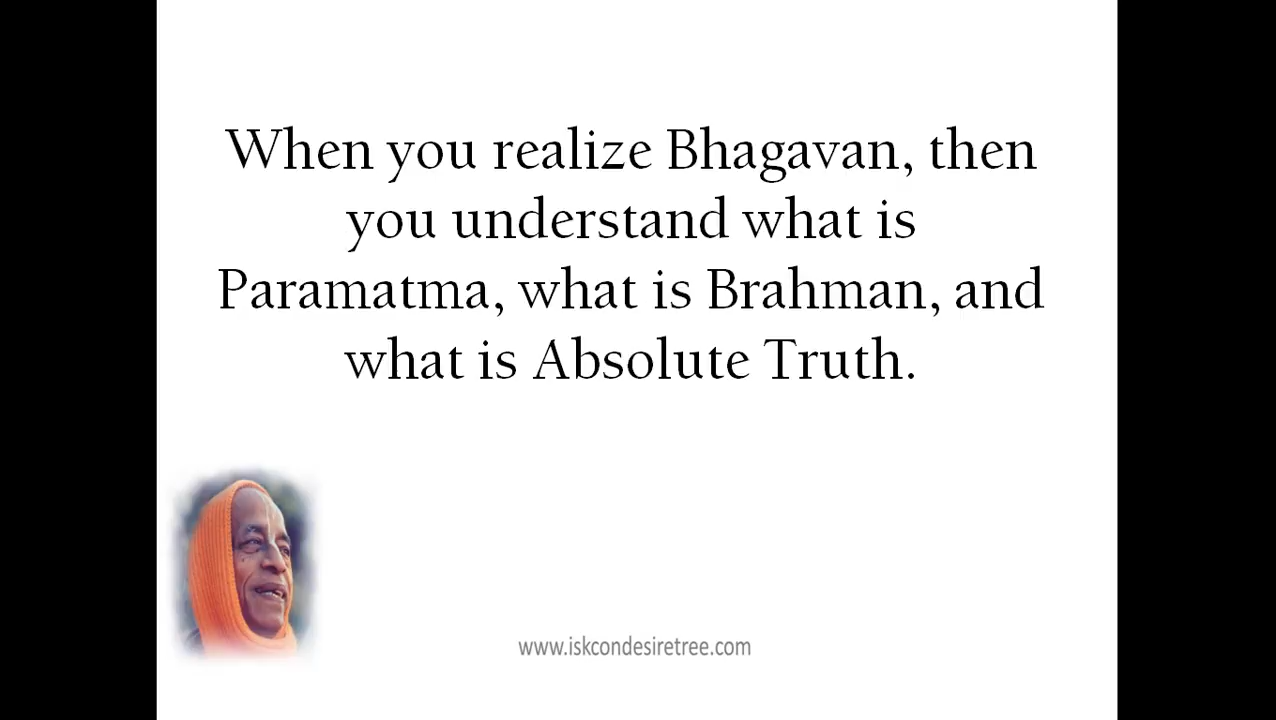 When you realize Bhagavan, then
you understand what is
Paramatma, what is Brahman, and
what is Absolute Truth.
www.iskcondesiretree.com